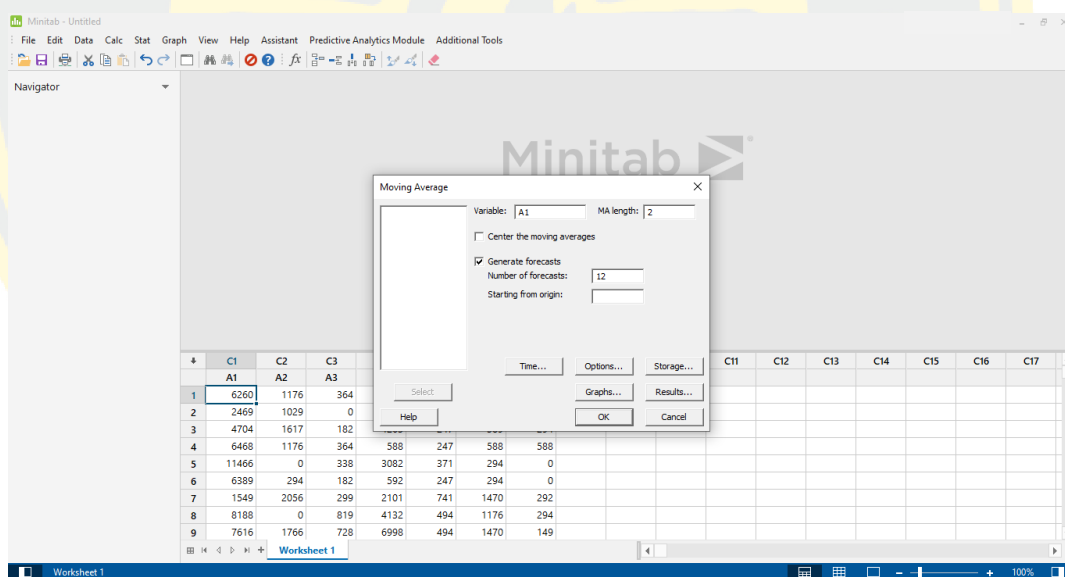 Minitab - Untitled
File Edit Data Calc Stat Graph View Help Assistant Predictive Analytics Module Additional Tools
Navigator
Minitab
Moving Average
Variable: A1 MA length: 2
Center the moving averages
Generate forecasts
Number of forecasts: 12
Starting from origin:
Time... Options... Storage...
Select Graphs... Results...
Help OK Cancel
C1 C2 C3 C11 C12 C13 C14 C15 C16 C17
A1 A2 A3
1 6260 1176 364
2 2469 1029 0
3 4704 1617 182
4 6468 1176 364 588 247 588 588
5 11466 0 338 3082 371 294 0
6 6389 294 182 592 247 294 0
7 1549 2056 299 2101 741 1470 292
8 8188 0 819 4132 494 1176 294
9 7616 1766 728 6998 494 1470 149
Worksheet 1
Worksheet 1 100%